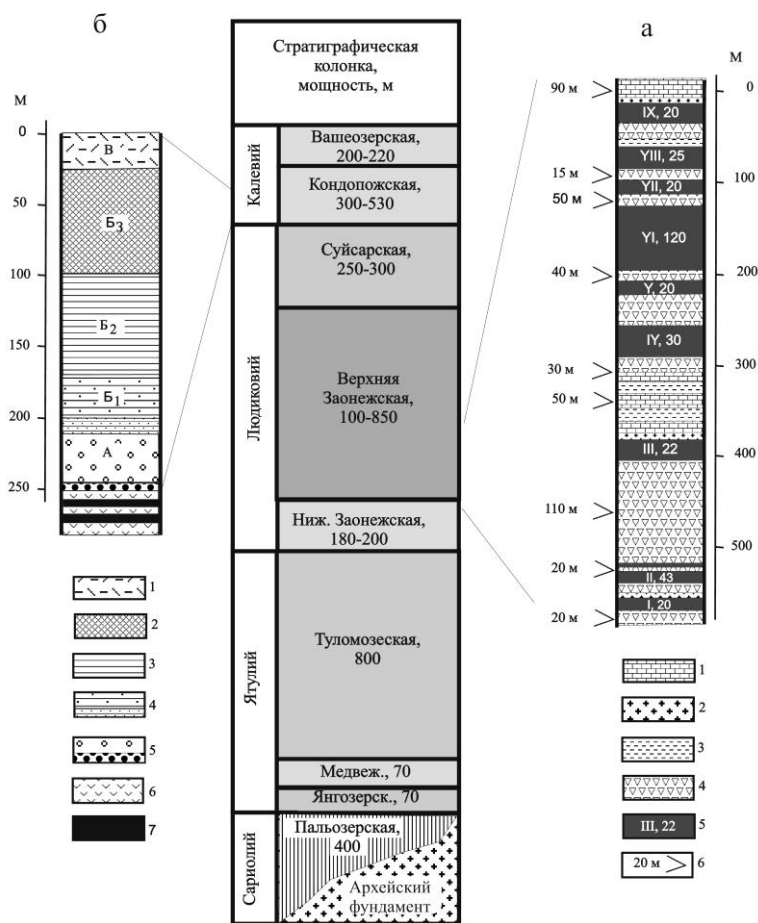 б
М
0
50
100
150
200
250
В
Б3
Б2
Б1
А
1
2
3
4
5
6
7
Стратиграфическая
колонка,
мощность, м
Калевий
Вашеозерская,
200-220
Кондопожская,
300-530
Людиковий
Суйсарская,
250-300
Верхняя
Заонежская,
100-850
Ниж. Заонежская,
180-200
Ятулий
Туломозеская,
800
Медвеж., 70
Янгозерск., 70
Сариолий
Пальозерская,
400
Архейский
фундамент
а
М
90 м
15 м
50 м
40 м
30 м
50 м
110 м
20 м
20 м
IX, 20
YIII, 25
YII, 20
YI, 120
Y, 20
IY, 30
III, 22
II, 43
I, 20
0
100
200
300
400
500
1
2
3
4
III, 22 5
20 м 6